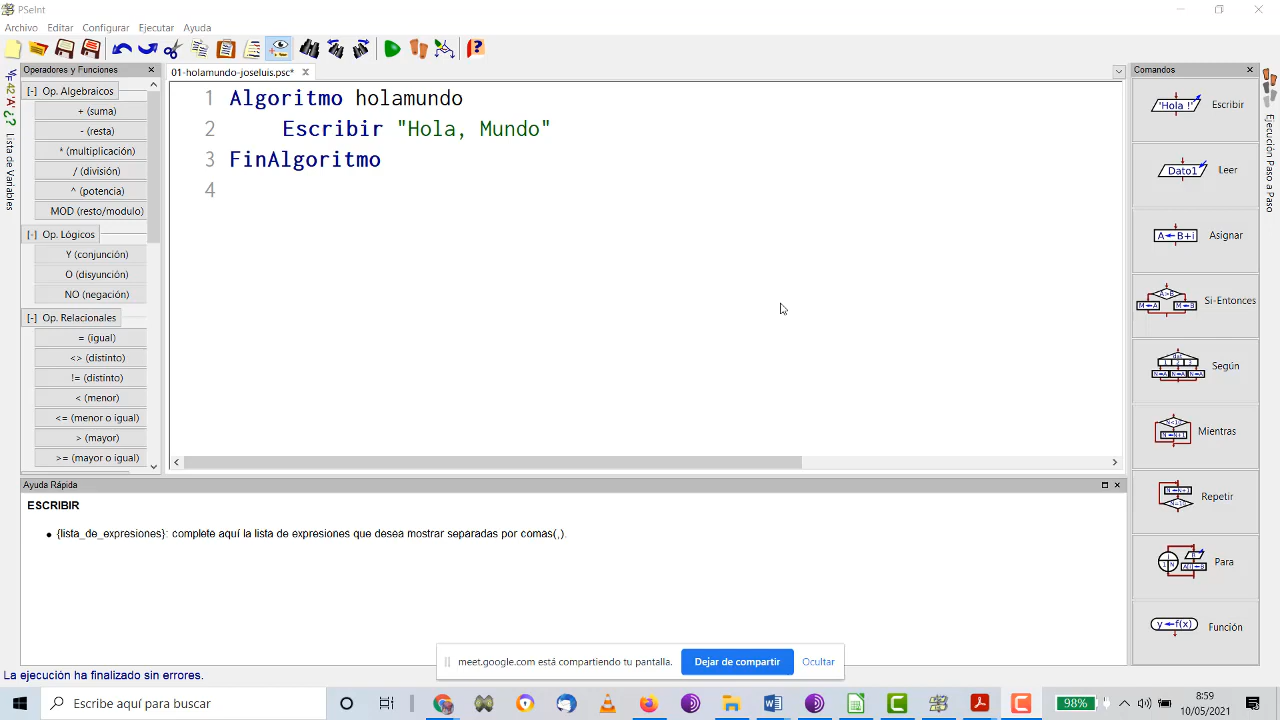 PSeInt
Archivo Editar Configurar Ejecutar Ayuda
Operadores y Funciones
01-holamundo-joseluis.psc*
Comandos
Lista de Variables
[-] Op. Algebraicos
+ (suma)
- (resta)
* (multiplicación)
/ (división)
^ (potencia)
MOD (resto/modulo)
[-] Op. Lógicos
Y (conjunción)
O (disyunción)
NO (negación)
[-] Op. Relacionales
= (igual)
<> (distinto)
!= (distinto)
< (menor)
<= (menor o igual)
> (mayor)
>= (mayor o igual)
1 Algoritmo holamundo
2 Escribir "Hola, Mundo"
3 FinAlgoritmo
4
"Hola !" Escribir
Dato1 Leer
A←B+i Asignar
Si-Entonces
Según
Mientras
Repetir
Para
y←f(x) Función
Ejecución Paso a Paso
Ayuda Rápida
ESCRIBIR
• {lista_de_expresiones}: complete aquí la lista de expresiones que desea mostrar separadas por comas(,).
meet.google.com está compartiendo tu pantalla. Dejar de compartir Ocultar
La ejecución ha finalizado sin errores.
Escribe aquí para buscar
98%
8:59
10/05/2021